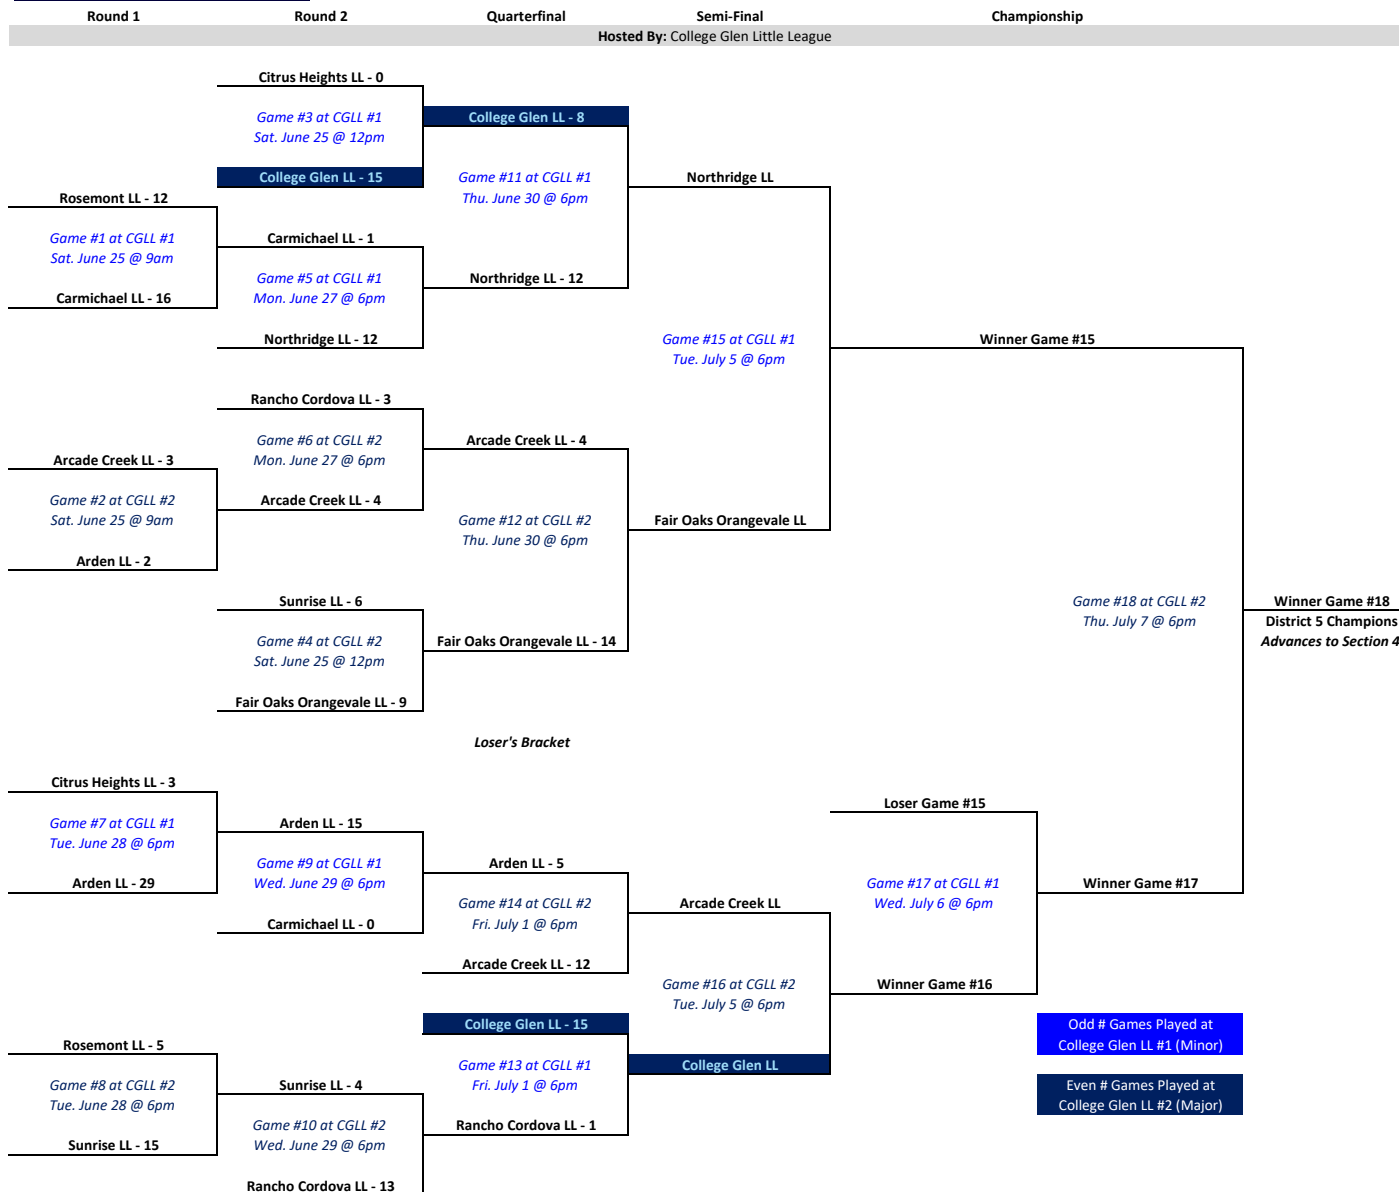 Round 1 Round 2 Quarterfinal Semi-Final Championship
Hosted By: College Glen Little League
Citrus Heights LL - 0
Game #3 at CGLL #1
Sat. June 25 @ 12pm
College Glen LL - 15
College Glen LL - 8
Game #11 at CGLL #1
Thu. June 30 @ 6pm
Northridge LL
Rosemont LL - 12
Game #1 at CGLL #1
Sat. June 25 @ 9am
Carmichael LL - 16
Carmichael LL - 1
Game #5 at CGLL #1
Mon. June 27 @ 6pm
Northridge LL - 12
Northridge LL - 12
Game #15 at CGLL #1
Tue. July 5 @ 6pm
Winner Game #15
Rancho Cordova LL - 3
Game #6 at CGLL #2
Mon. June 27 @ 6pm
Arcade Creek LL - 4
Arcade Creek LL - 4
Arcade Creek LL - 3
Game #2 at CGLL #2
Sat. June 25 @ 9am
Arden LL - 2
Game #12 at CGLL #2
Thu. June 30 @ 6pm
Fair Oaks Orangevale LL
Sunrise LL - 6
Game #4 at CGLL #2
Sat. June 25 @ 12pm
Fair Oaks Orangevale LL - 9
Fair Oaks Orangevale LL - 14
Game #18 at CGLL #2
Thu. July 7 @ 6pm
Winner Game #18
District 5 Champions
Advances to Section 4
Loser's Bracket
Citrus Heights LL - 3
Game #7 at CGLL #1
Tue. June 28 @ 6pm
Arden LL - 29
Arden LL - 15
Game #9 at CGLL #1
Wed. June 29 @ 6pm
Carmichael LL - 0
Arden LL - 5
Game #14 at CGLL #2
Fri. July 1 @ 6pm
Arcade Creek LL - 12
Arcade Creek LL
Game #16 at CGLL #2
Tue. July 5 @ 6pm
College Glen LL
Loser Game #15
Game #17 at CGLL #1
Wed. July 6 @ 6pm
Winner Game #16
Winner Game #17
College Glen LL - 15
Game #13 at CGLL #1
Fri. July 1 @ 6pm
Rancho Cordova LL - 1
Rosemont LL - 5
Game #8 at CGLL #2
Tue. June 28 @ 6pm
Sunrise LL - 15
Sunrise LL - 4
Game #10 at CGLL #2
Wed. June 29 @ 6pm
Rancho Cordova LL - 13
Odd # Games Played at
College Glen LL #1 (Minor)
Even # Games Played at
College Glen LL #2 (Major)